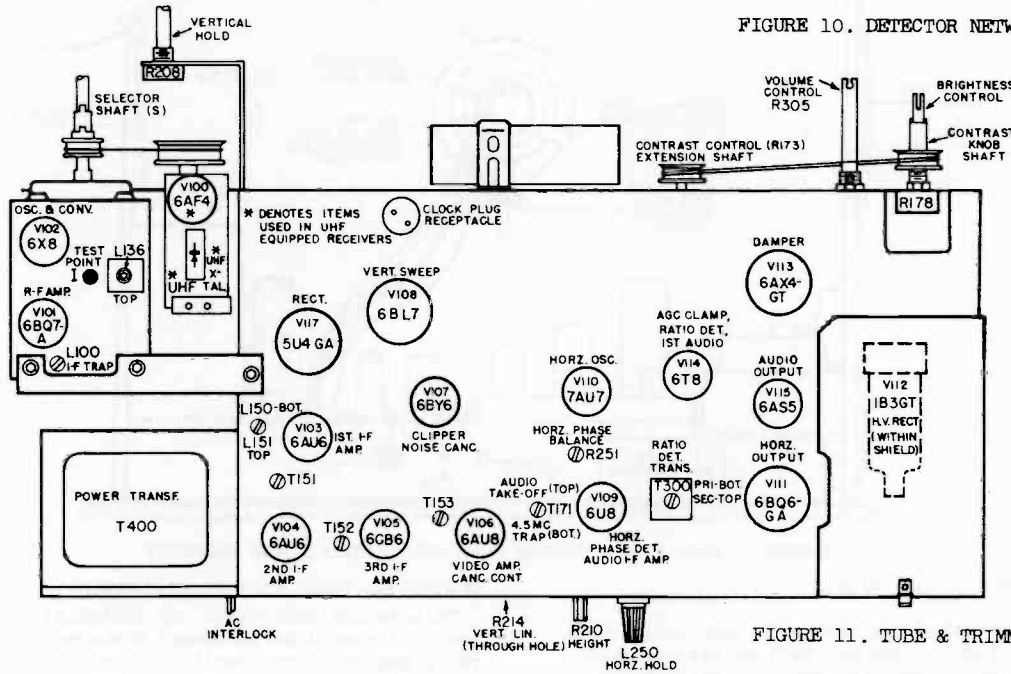 FIGURE 10. DETECTOR NETW
VERTICAL
HOLD
R208
SELECTOR
SHAFT (S)
VOLUME
CONTROL
R305
BRIGHTNESS
CONTROL
CONTRAST
KNOB
SHAFT
CONTRAST CONTROL (R173)
EXTENSION SHAFT
R178
OSC. & CONV.
V102
6X8
TEST
POINT
I
L136
TOP
R-F AMP.
V101
6BQ7-
A
L100
I-F TRAP
V100
6AF4
*
* UHF
X-
TAL.
* UHF
* DENOTES ITEMS
USED IN UHF
EQUIPPED RECEIVERS
CLOCK PLUG
RECEPTACLE
VERT. SWEEP
V108
6BL7
RECT.
V117
5U4 GA
DAMPER
V113
6AX4-
GT
AGC CLAMP,
RATIO DET,
IST AUDIO
V114
6T8
HORZ. OSC.
V110
7AU7
AUDIO
OUTPUT
V115
6AS5
V112
IB3GT
H.V. RECT
(WITHIN
SHIELD)
V107
6BY6
CLIPPER
NOISE CANC.
L150-BOT.
L151
TOP
V103
6AU6
IST. I-F
AMP.
HORZ. PHASE
BALANCE
R251
HORZ.
OUTPUT
V111
6BQ6-
GA
RATIO
DET.
TRANS.
T300
PRI-BOT.
SEC-TOP
T151
POWER TRANSF.
T400
V104
6AU6
2ND I-F
AMP.
T152
V105
6CB6
3RD I-F
AMP.
T153
V106
6AU8
VIDEO AMP.
CANC. CONT.
AUDIO
TAKE-OFF (TOP)
T171
4.5 MC
TRAP (BOT.)
V109
6U8
HORZ.
PHASE DET.
AUDIO I-F AMP.
AC
INTERLOCK
R214
VERT. LIN.
(THROUGH HOLE)
R210
HEIGHT
L250
HORZ. HOLD
FIGURE 11. TUBE & TRIMM